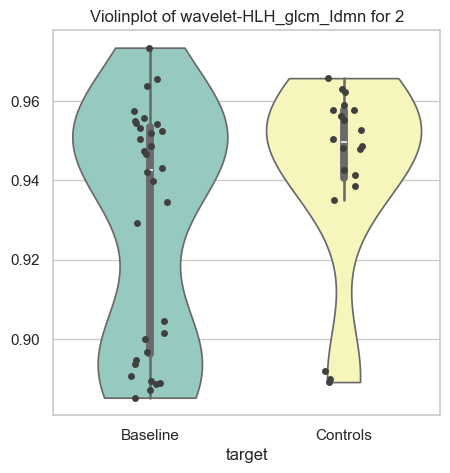 Violinplot of wavelet-HLH_glcm_Idmn for 2
0.96
0.94
0.92
0.90
Baseline
Controls
target